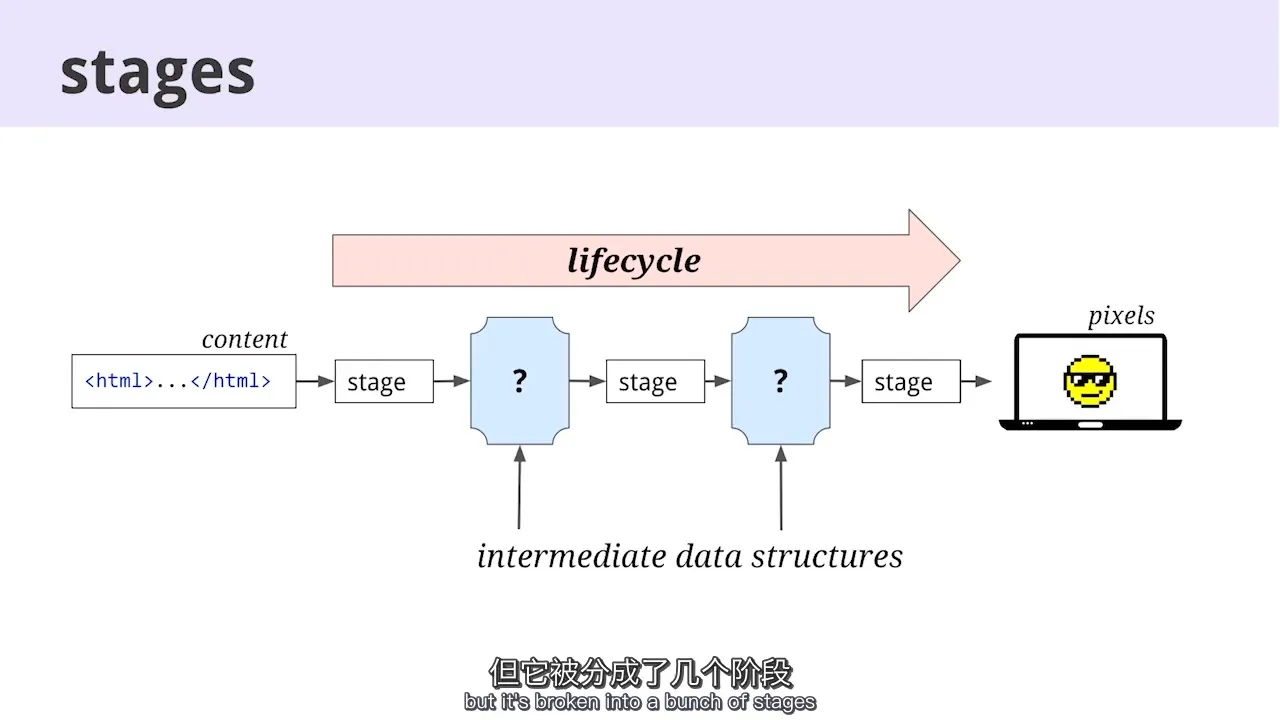 stages
lifecycle
content
pixels
<html>...</html>
stage
?
stage
?
stage
intermediate data structures
但它被分成了几个阶段
but it's broken into a bunch of stages